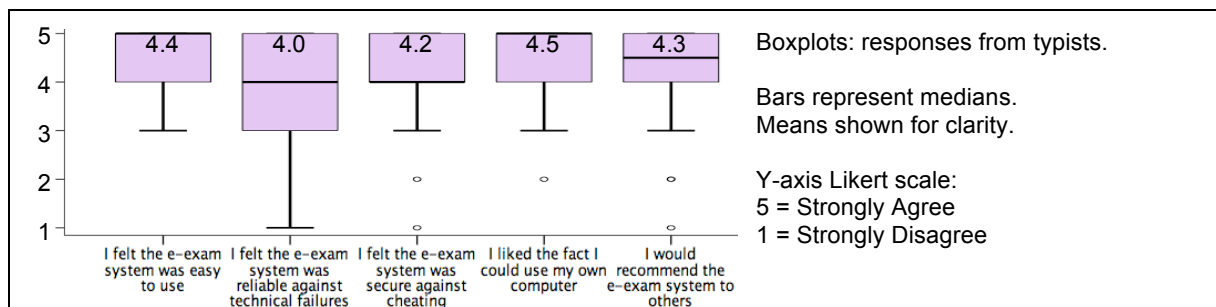 5
4
3
2
1
4.4
4.0
4.2
4.5
4.3
I felt the e-exam
system was easy
to use
I felt the e-exam
system was
reliable against
technical failures
I felt the e-exam
system was
secure against
cheating
I liked the fact I
could use my own
computer
I would
recommend the
e-exam system to
others
Boxplots: responses from typists.
Bars represent medians.
Means shown for clarity.
Y-axis Likert scale:
5 = Strongly Agree
1 = Strongly Disagree